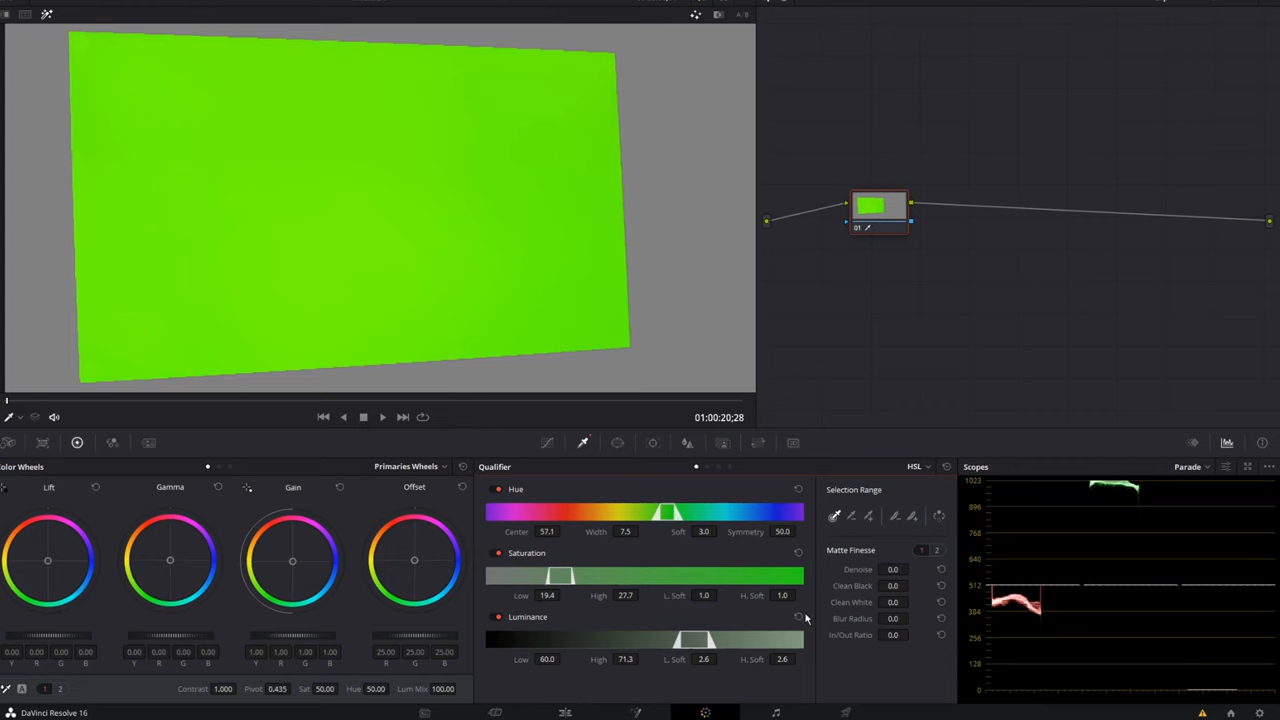 A/B
01
01:00:20;28
Color Wheels
Primaries Wheels
Lift
Gamma
Gain
Offset
0.00 0.00 0.00 0.00
0.00 0.00 0.00 0.00
1.00 1.00 1.00 1.00
25.00 25.00 25.00
Y R G B
Y R G B
Y R G B
R G B
A 1 2 Contrast 1.000 Pivot 0.435 Sat 50.00 Hue 50.00 Lum Mix 100.00
Qualifier HSL
Hue
Center 57.1 Width 7.5 Soft 3.0 Symmetry 50.0
Saturation
Low 19.4 High 27.7 L. Soft 1.0 H. Soft 1.0
Luminance
Low 60.0 High 71.3 L. Soft 2.6 H. Soft 2.6
Selection Range
Matte Finesse 1 2
Denoise 0.0
Clean Black 0.0
Clean White 0.0
Blur Radius 0.0
In/Out Ratio 0.0
Scopes Parade
1023
896
768
640
512
384
256
128
0
DaVinci Resolve 16